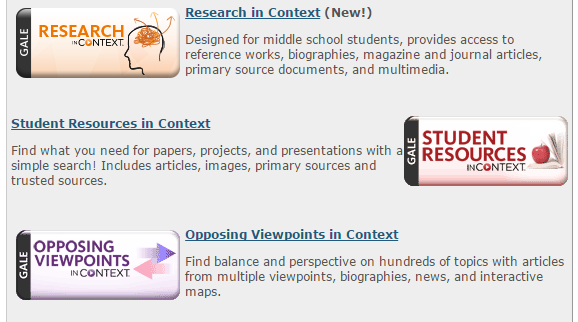 GALE
RESEARCH
IN CONTEXT
Research in Context (New!)
Designed for middle school students, provides access to
reference works, biographies, magazine and journal articles,
primary source documents, and multimedia.
Student Resources in Context
Find what you need for papers, projects, and presentations with a
simple search! Includes articles, images, primary sources and
trusted sources.
GALE
STUDENT
RESOURCES
IN CONTEXT
GALE
OPPOSING
VIEWPOINTS
IN CONTEXT
Opposing Viewpoints in Context
Find balance and perspective on hundreds of topics with articles
from multiple viewpoints, biographies, news, and interactive
maps.